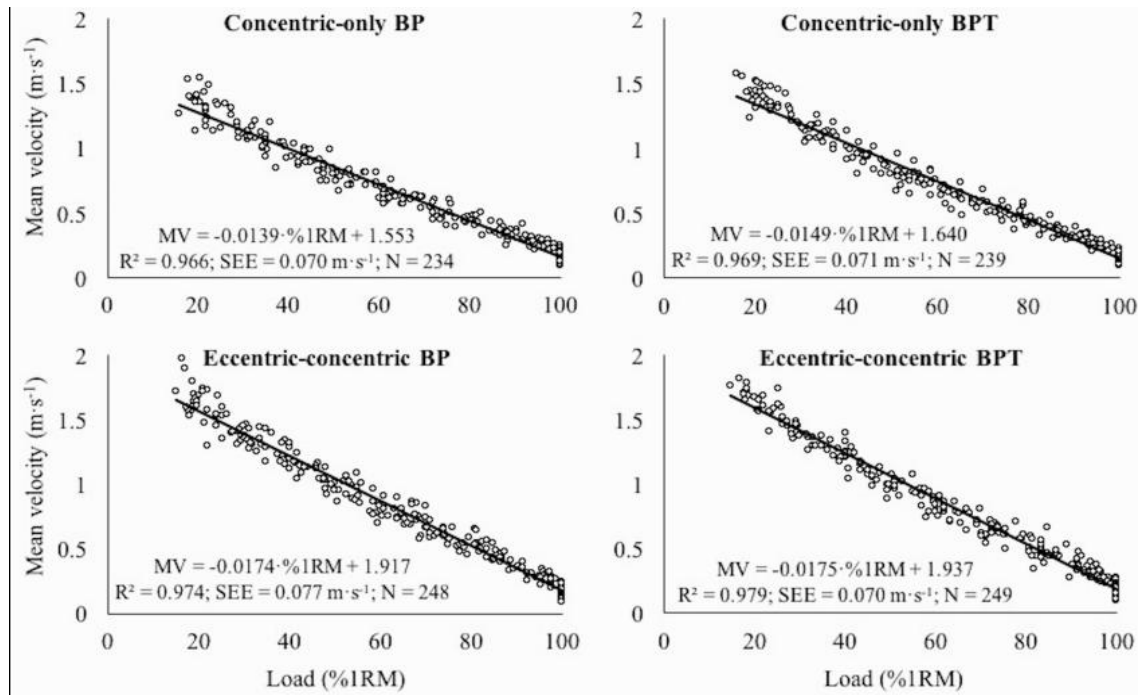 Concentric-only BP
Mean velocity (m·s⁻¹)
2
1.5
1
0.5
0
MV = -0.0139·%1RM + 1.553
R² = 0.966; SEE = 0.070 m·s⁻¹; N = 234
0 20 40 60 80 100
Concentric-only BPT
2
1.5
1
0.5
0
MV = -0.0149·%1RM + 1.640
R² = 0.969; SEE = 0.071 m·s⁻¹; N = 239
0 20 40 60 80 100
Eccentric-concentric BP
Mean velocity (m·s⁻¹)
2
1.5
1
0.5
0
MV = -0.0174·%1RM + 1.917
R² = 0.974; SEE = 0.077 m·s⁻¹; N = 248
0 20 40 60 80 100
Load (%1RM)
Eccentric-concentric BPT
2
1.5
1
0.5
0
MV = -0.0175·%1RM + 1.937
R² = 0.979; SEE = 0.070 m·s⁻¹; N = 249
0 20 40 60 80 100
Load (%1RM)